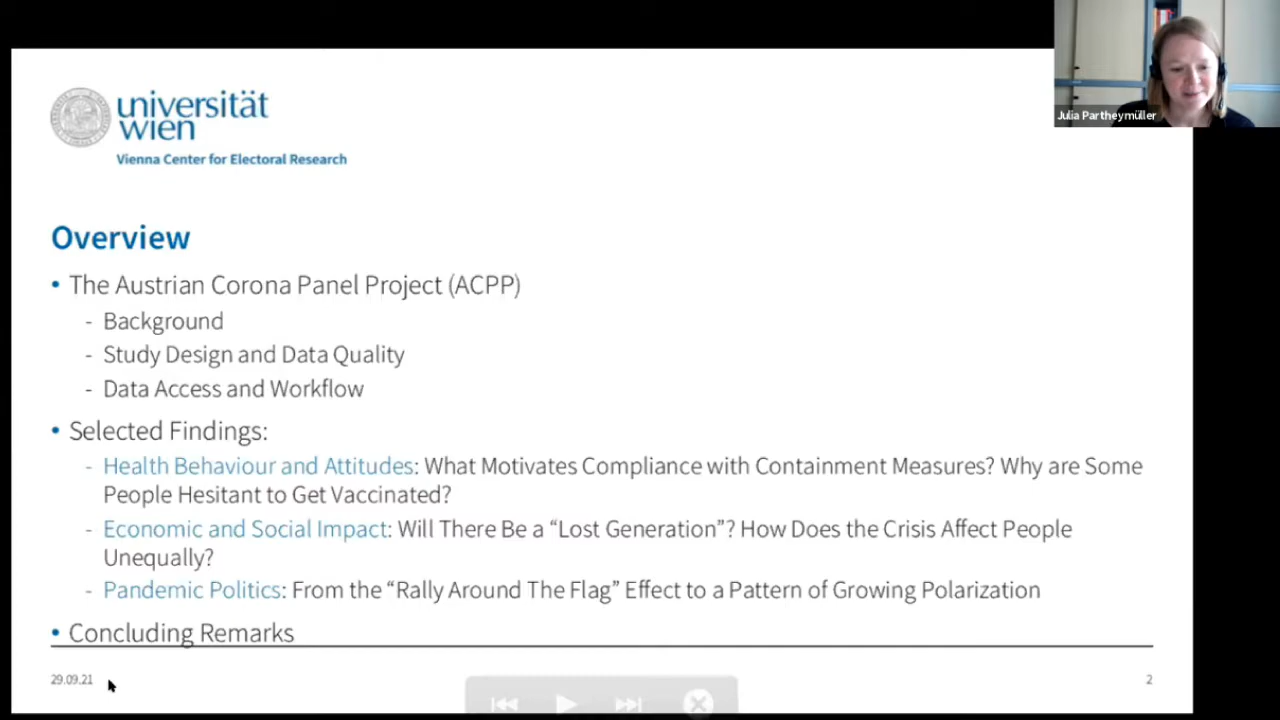 Julia Partheymüller
universität
wien
Vienna Center for Electoral Research
Overview
• The Austrian Corona Panel Project (ACPP)
- Background
- Study Design and Data Quality
- Data Access and Workflow
• Selected Findings:
- Health Behaviour and Attitudes: What Motivates Compliance with Containment Measures? Why are Some
People Hesitant to Get Vaccinated?
- Economic and Social Impact: Will There Be a “Lost Generation”? How Does the Crisis Affect People
Unequally?
- Pandemic Politics: From the “Rally Around The Flag” Effect to a Pattern of Growing Polarization
• Concluding Remarks
29.09.21
2